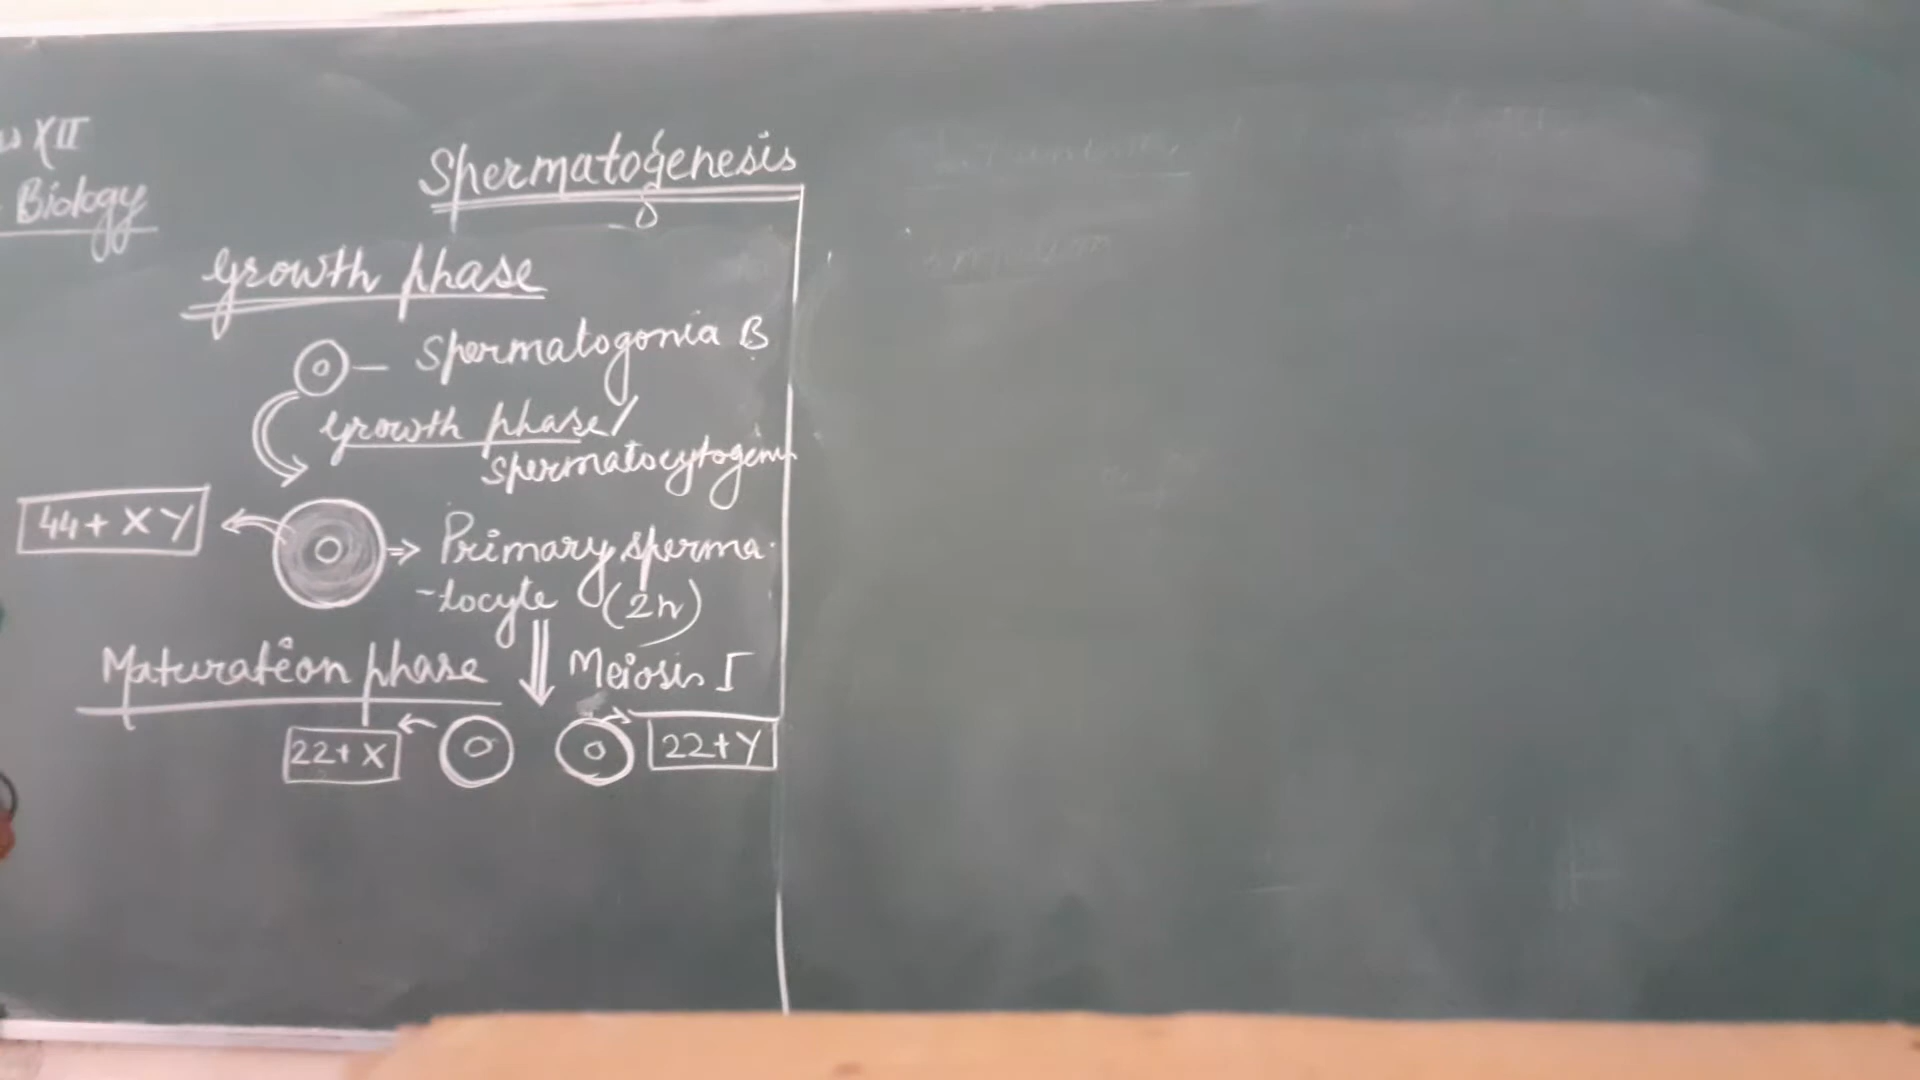 XII
Biology
Spermatogenesis
Growth phase
Spermatogonia B
Growth phase/
Spermatocytogenis
44+ XY
Primary sperma-
-tocyte (2n)
Maturation phase
Meiosis I
22+ X
22+Y